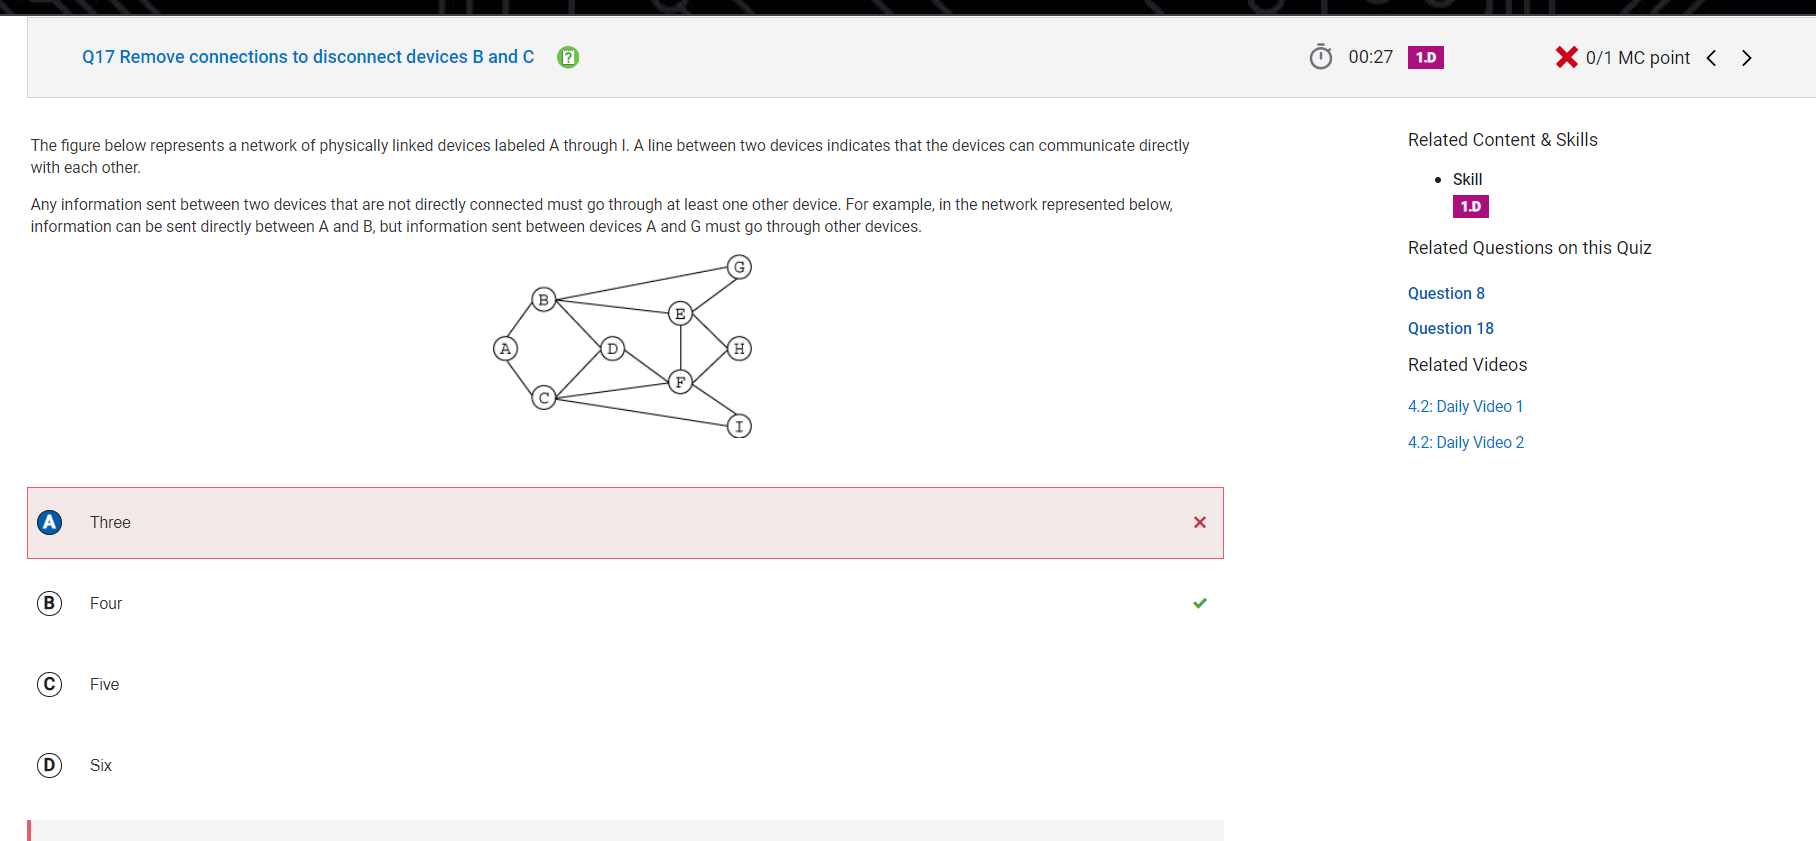 Q17 Remove connections to disconnect devices B and C
?
00:27
1.D
0/1 MC point
The figure below represents a network of physically linked devices labeled A through I. A line between two devices indicates that the devices can communicate directly
with each other.
Any information sent between two devices that are not directly connected must go through at least one other device. For example, in the network represented below,
information can be sent directly between A and B, but information sent between devices A and G must go through other devices.
G
B
E
A
D
H
F
C
I
A Three
B Four
C Five
D Six
Related Content & Skills
Skill
1.D
Related Questions on this Quiz
Question 8
Question 18
Related Videos
4.2: Daily Video 1
4.2: Daily Video 2